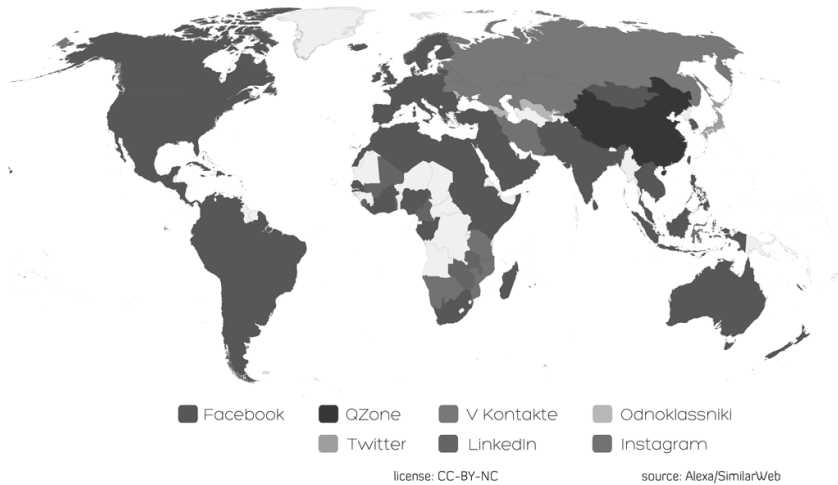 Facebook QZone V Kontakte Odnoklassniki
Twitter LinkedIn Instagram
license: CC-BY-NC source: Alexa/SimilarWeb